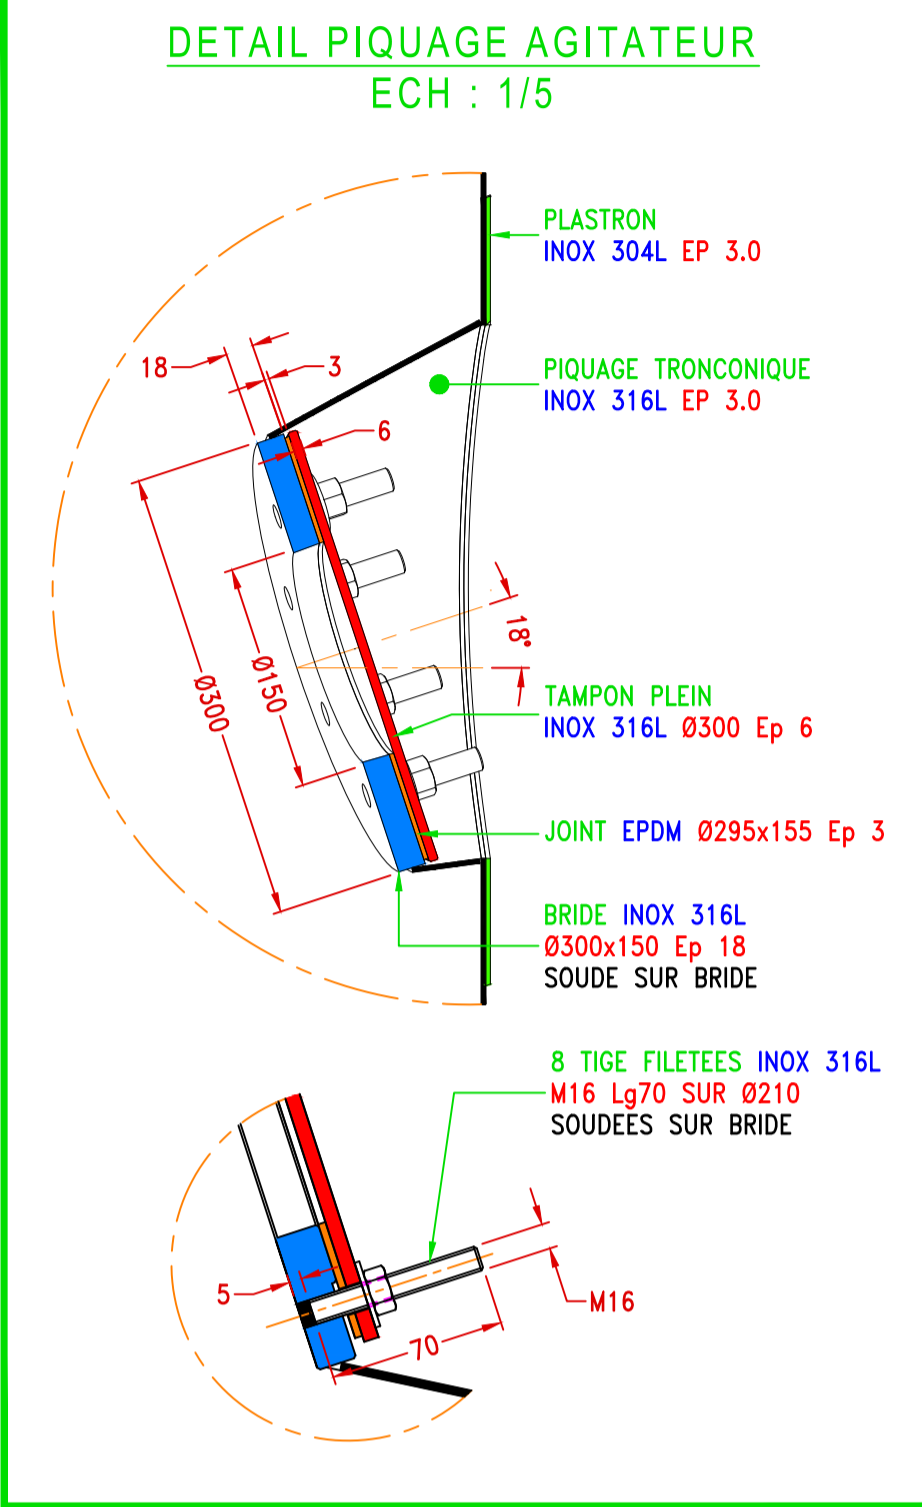 DETAIL PIQUAGE AGITATEUR
ECH : 1/5
PLASTRON
INOX 304L EP 3.0
18
3
PIQUAGE TRONCONIQUE
INOX 316L EP 3.0
6
18°
Ø300
Ø150
TAMPON PLEIN
INOX 316L Ø300 Ep 6
JOINT EPDM Ø295x155 Ep 3
BRIDE INOX 316L
Ø300x150 Ep 18
SOUDE SUR BRIDE
8 TIGE FILETEES INOX 316L
M16 Lg70 SUR Ø210
SOUDEES SUR BRIDE
5
M16
70